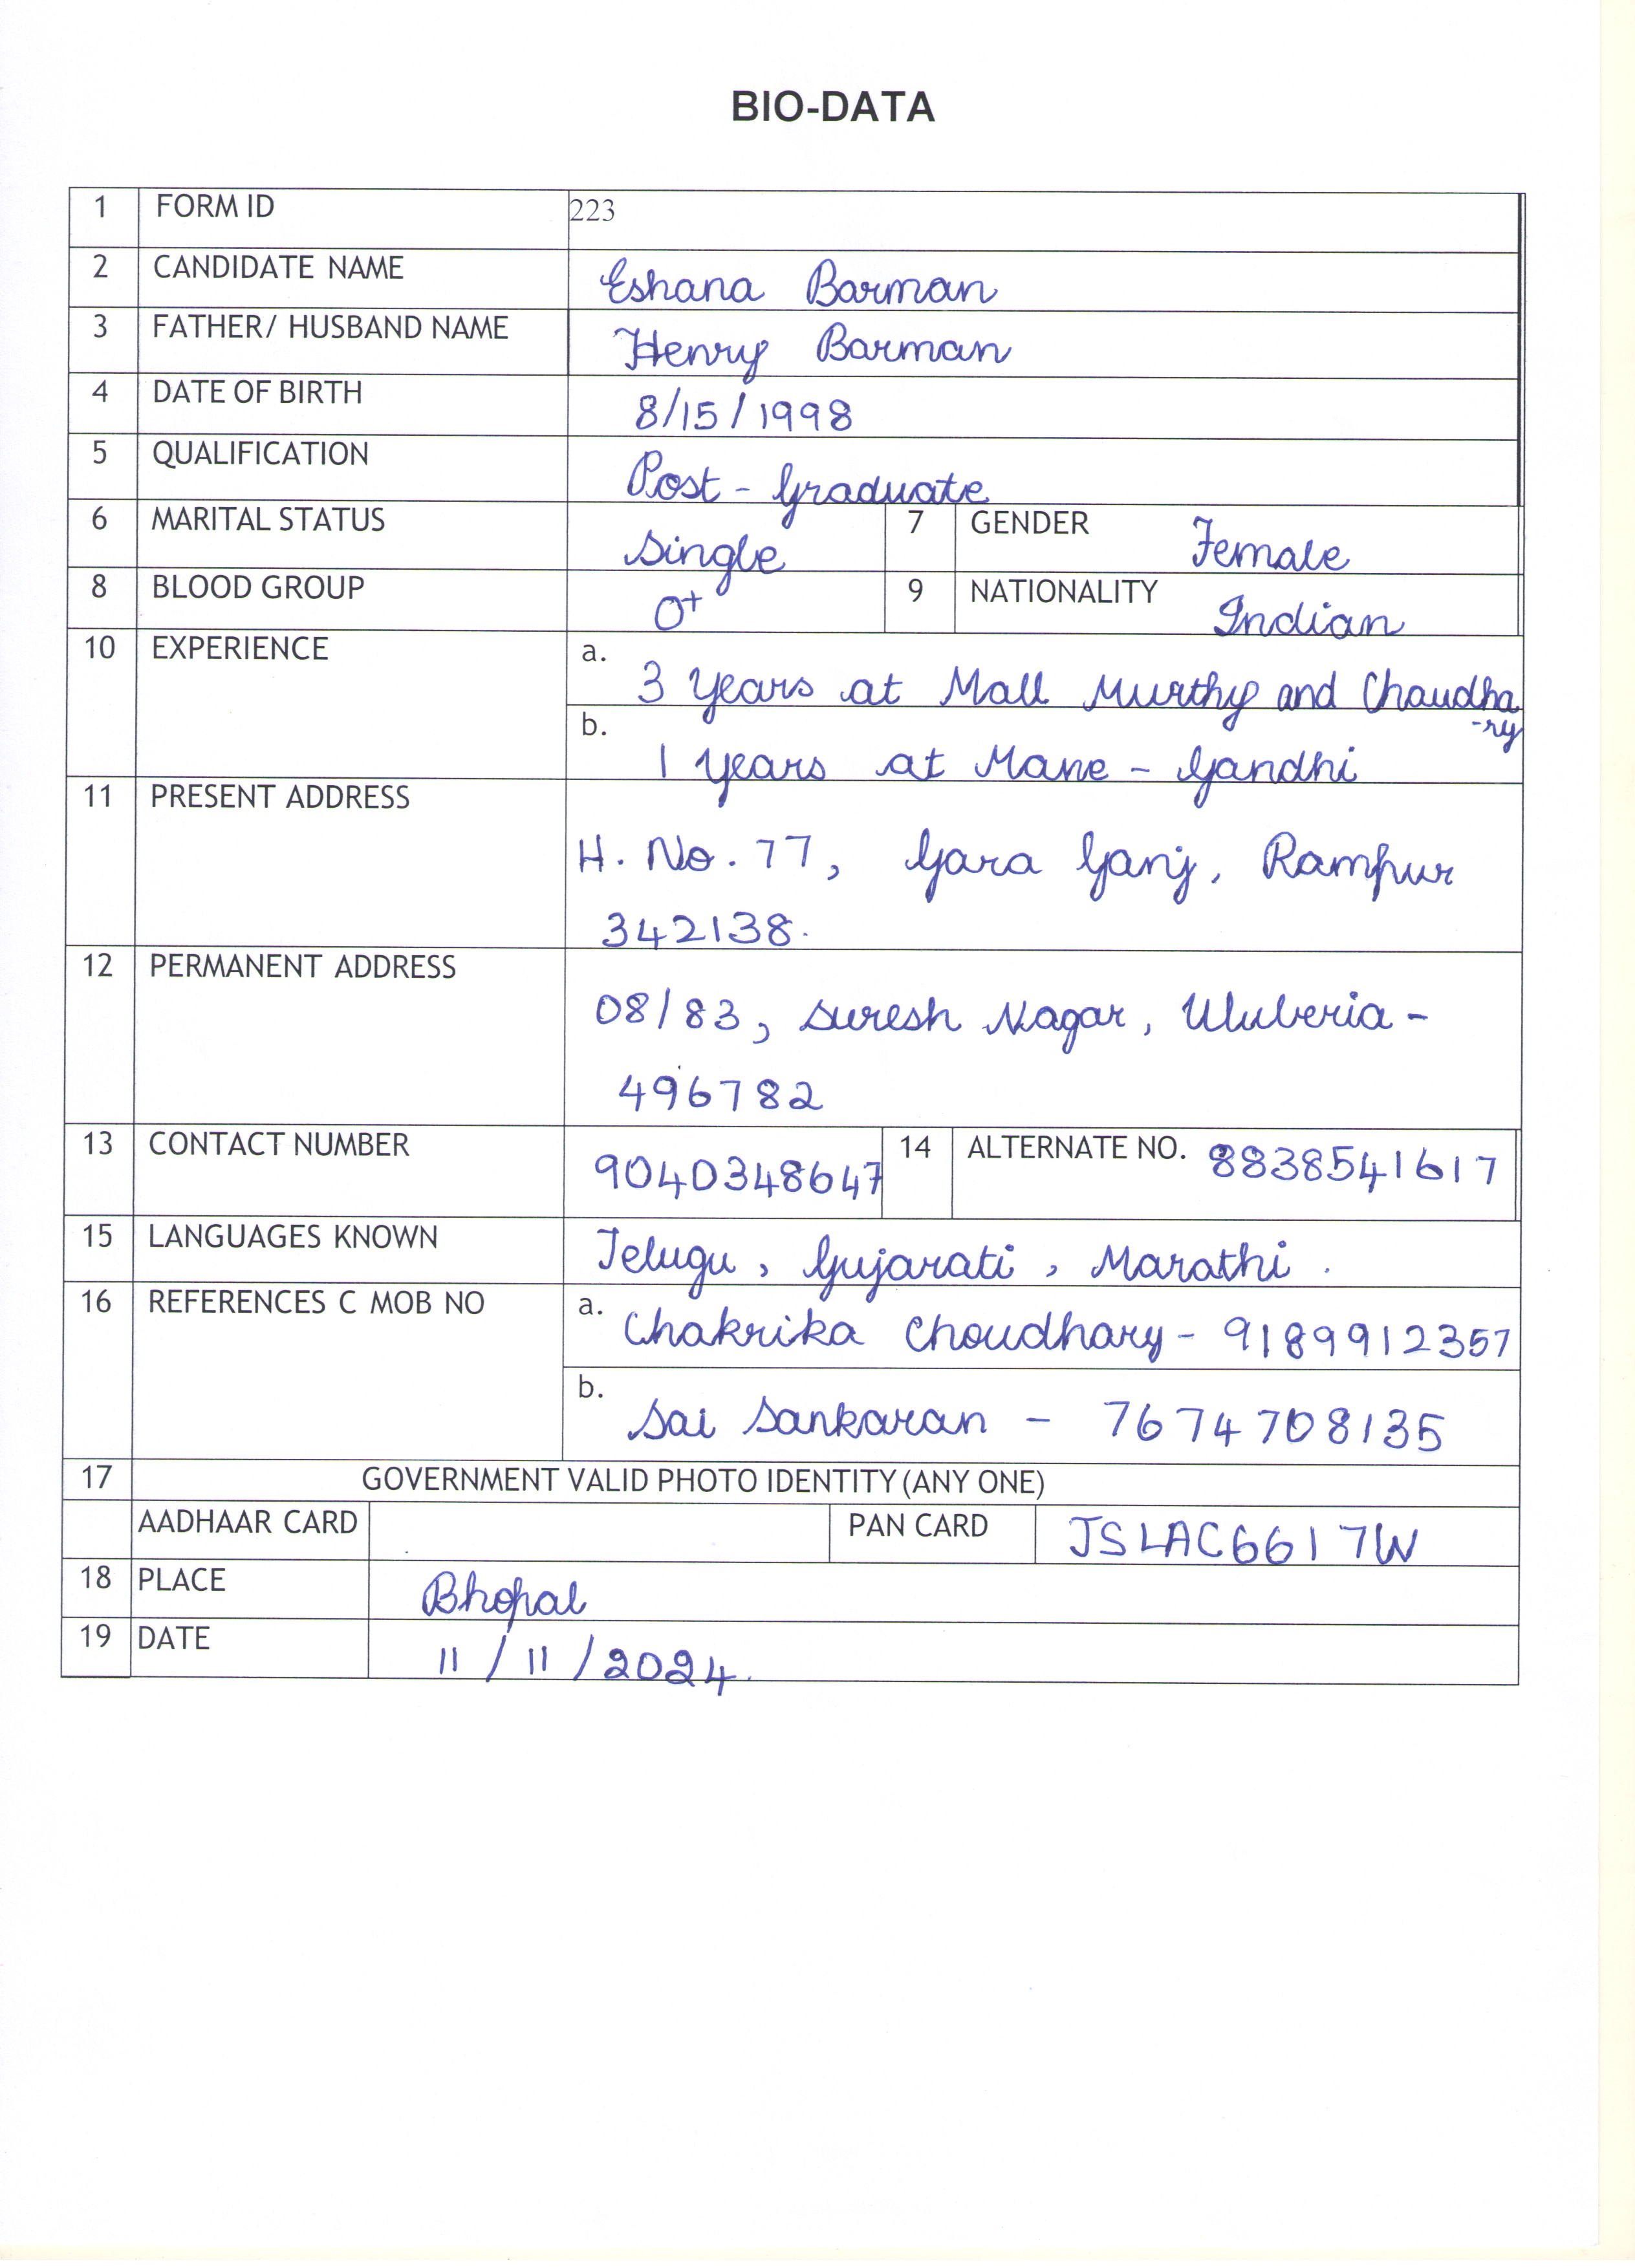 BIO-DATA
1 FORM ID 223
2 CANDIDATE NAME Eshana Barman
3 FATHER/ HUSBAND NAME Henry Barman
4 DATE OF BIRTH 8/15/1998
5 QUALIFICATION Post - Graduate
6 MARITAL STATUS Single 7 GENDER Female
8 BLOOD GROUP O+ 9 NATIONALITY Indian
10 EXPERIENCE a. 3 Years at Mall Murthy and Chaudha
-ry
b. 1 Years at Mane - Gandhi
11 PRESENT ADDRESS
H. No. 77, Gara Ganj, Rampur
342138.
12 PERMANENT ADDRESS
08/83, Suresh Nagar, Uluberia -
496782
13 CONTACT NUMBER 9040348647 14 ALTERNATE NO. 8838541617
15 LANGUAGES KNOWN Telugu, Gujarati, Marathi.
16 REFERENCES C MOB NO a. Chakrika Choudhary - 9189912357
b. Sai Sankaran - 7674708135
17 GOVERNMENT VALID PHOTO IDENTITY (ANY ONE)
AADHAAR CARD PAN CARD JSLAC6617W
18 PLACE Bhopal
19 DATE 11/11/2024.